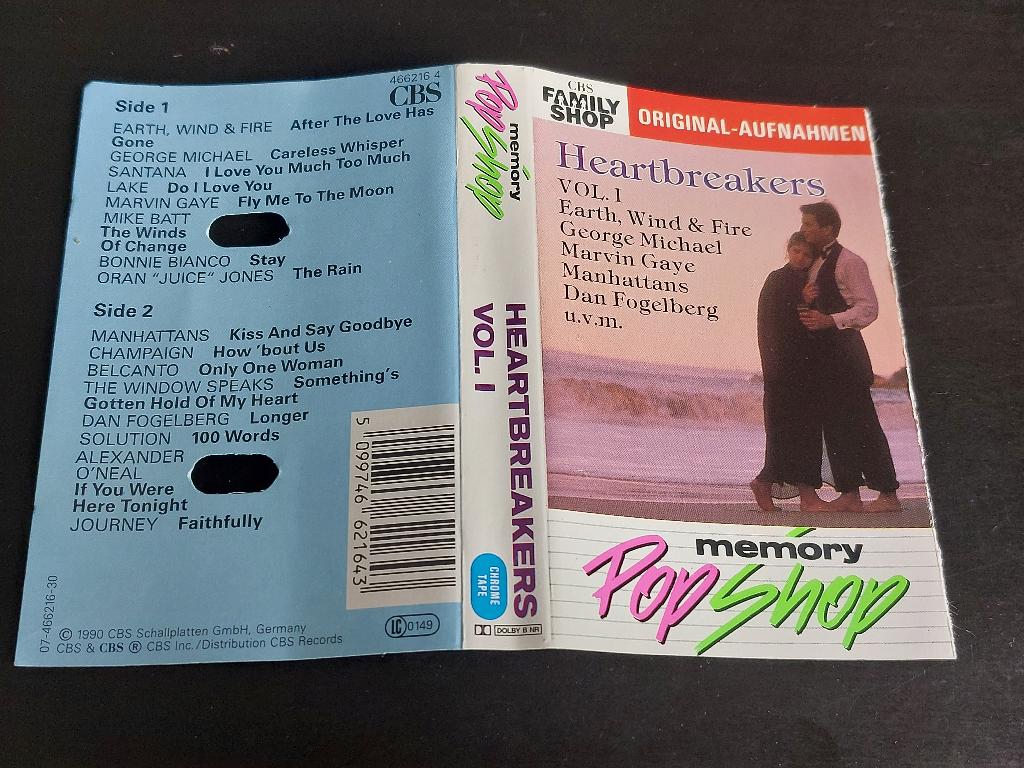 466216 4
CBS
Side 1
EARTH, WIND & FIRE After The Love Has
Gone
GEORGE MICHAEL Careless Whisper
SANTANA I Love You Much Too Much
LAKE Do I Love You
MARVIN GAYE Fly Me To The Moon
MIKE BATT
The Winds
Of Change
BONNIE BIANCO Stay
ORAN "JUICE" JONES The Rain
Side 2
MANHATTANS Kiss And Say Goodbye
CHAMPAIGN How 'bout Us
BELCANTO Only One Woman
THE WINDOW SPEAKS Something's
Gotten Hold Of My Heart
DAN FOGELBERG Longer
SOLUTION 100 Words
ALEXANDER
O'NEAL
If You Were
Here Tonight
JOURNEY Faithfully
5 099746 621643
07-466216-30
© 1990 CBS Schallplatten GmbH, Germany
CBS & CBS ® CBS Inc./Distribution CBS Records
LC 0149
memory
Pop Shop
HEARTBREAKERS
VOL. I
CHROME
TAPE
DOLBY B NR
CBS
FAMILY
SHOP
ORIGINAL-AUFNAHMEN
Heartbreakers
VOL. I
Earth, Wind & Fire
George Michael
Marvin Gaye
Manhattans
Dan Fogelberg
u.v.m.
memory
Pop Shop